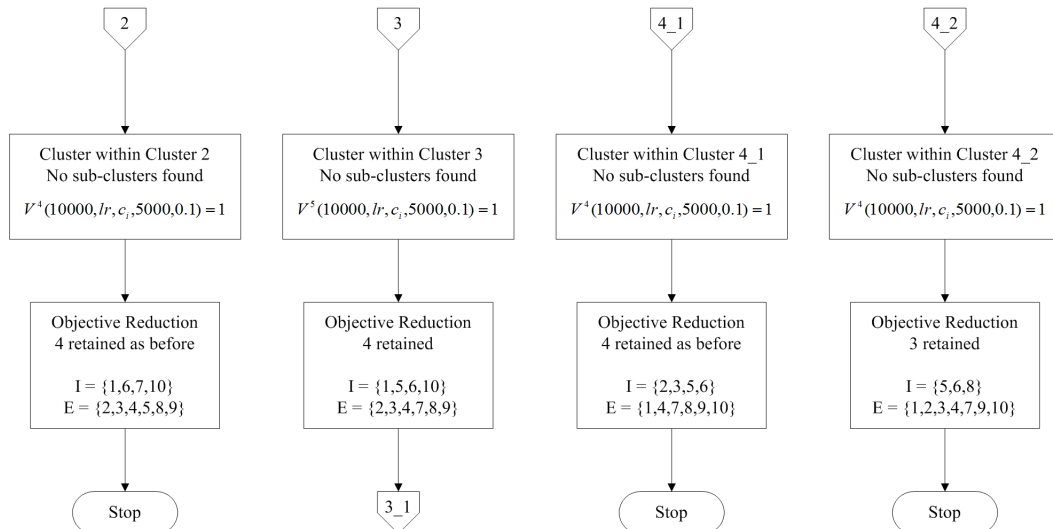 2
Cluster within Cluster 2
No sub-clusters found
V⁴(10000,lr,cᵢ,5000,0.1)=1
Objective Reduction
4 retained as before
I = {1,6,7,10}
E = {2,3,4,5,8,9}
Stop
3
Cluster within Cluster 3
No sub-clusters found
V⁵(10000,lr,cᵢ,5000,0.1)=1
Objective Reduction
4 retained
I = {1,5,6,10}
E = {2,3,4,7,8,9}
3_1
4_1
Cluster within Cluster 4_1
No sub-clusters found
V⁴(10000,lr,cᵢ,5000,0.1)=1
Objective Reduction
4 retained as before
I = {2,3,5,6}
E = {1,4,7,8,9,10}
Stop
4_2
Cluster within Cluster 4_2
No sub-clusters found
V⁴(10000,lr,cᵢ,5000,0.1)=1
Objective Reduction
3 retained
I = {5,6,8}
E = {1,2,3,4,7,9,10}
Stop